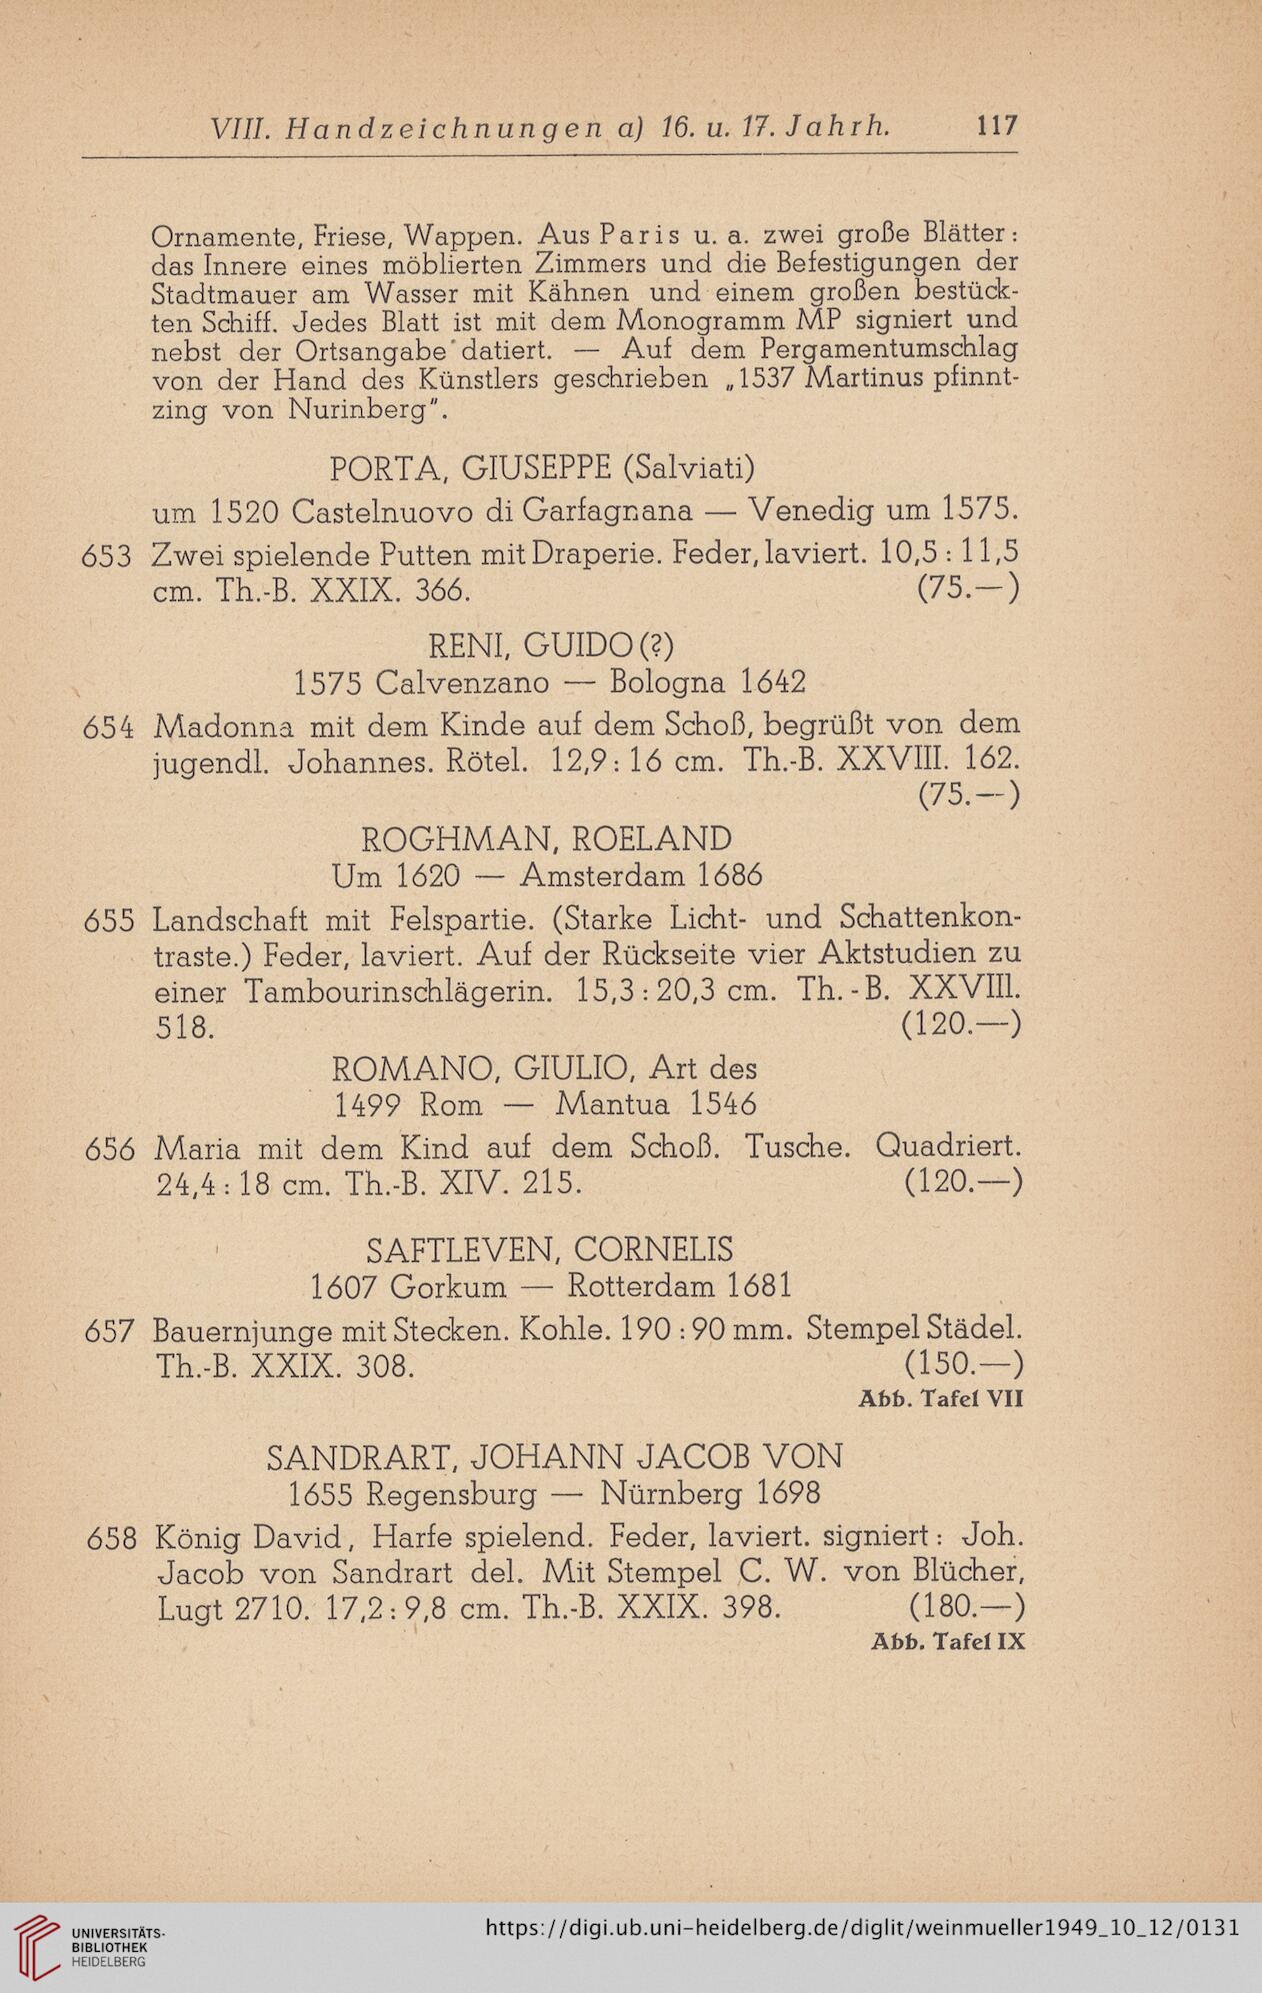 VIII. Handzeichnungen a) 16. u. 17. Jahrh. 117
Ornamente, Friese, Wappen. Aus Paris u. a. zwei große Blätter:
das Innere eines möblierten Zimmers und die Befestigungen der
Stadtmauer am Wasser mit Kähnen und einem großen bestück-
ten Schiff. Jedes Blatt ist mit dem Monogramm MP signiert und
nebst der Ortsangabe datiert. — Auf dem Pergamentumschlag
von der Hand des Künstlers geschrieben „1537 Martinus pfinnt-
zing von Nurinberg".
PORTA, GIUSEPPE (Salviati)
um 1520 Castelnuovo di Garfagnana — Venedig um 1575.
653 Zwei spielende Putten mit Draperie. Feder, laviert. 10,5 : 11,5
cm. Th.-B. XXIX. 366. (75.—)
RENI, GUIDO (?)
1575 Calvenzano — Bologna 1642
654 Madonna mit dem Kinde auf dem Schoß, begrüßt von dem
jugendl. Johannes. Rötel. 12,9 : 16 cm. Th.-B. XXVIII. 162.
(75.—)
ROGHMAN, ROELAND
Um 1620 — Amsterdam 1686
655 Landschaft mit Felspartie. (Starke Licht- und Schattenkon-
traste.) Feder, laviert. Auf der Rückseite vier Aktstudien zu
einer Tambourinschlägerin. 15,3 : 20,3 cm. Th.-B. XXVIII.
518. (120.—)
ROMANO, GIULIO, Art des
1499 Rom — Mantua 1546
656 Maria mit dem Kind auf dem Schoß. Tusche. Quadriert.
24,4 : 18 cm. Th.-B. XIV. 215. (120.—)
SAFTLEVEN, CORNELIS
1607 Gorkum — Rotterdam 1681
657 Bauernjunge mit Stecken. Kohle. 190 : 90 mm. Stempel Städel.
Th.-B. XXIX. 308. (150.—)
Abb. Tafel VII
SANDRART, JOHANN JACOB VON
1655 Regensburg — Nürnberg 1698
658 König David, Harfe spielend. Feder, laviert. signiert: Joh.
Jacob von Sandrart del. Mit Stempel C. W. von Blücher,
Lugt 2710. 17,2 : 9,8 cm. Th.-B. XXIX. 398. (180.—)
Abb. Tafel IX
UNIVERSITÄTS-
BIBLIOTHEK
HEIDELBERG
https://digi.ub.uni-heidelberg.de/diglit/weinmueller1949_10_12/0131